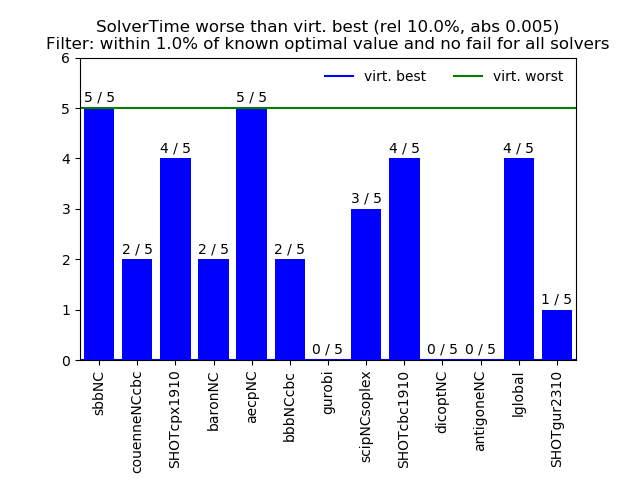 SolverTime worse than virt. best (rel 10.0%, abs 0.005)
Filter: within 1.0% of known optimal value and no fail for all solvers
virt. best
virt. worst
6
5
4
3
2
1
0
5 / 5
2 / 5
4 / 5
2 / 5
5 / 5
2 / 5
0 / 5
3 / 5
4 / 5
0 / 5
0 / 5
4 / 5
1 / 5
sbbNC
couenneNCcbc
SHOTcpx1910
baronNC
aecpNC
bbbNCcbc
gurobi
scipNCsoplex
SHOTcbc1910
dicoptNC
antigoneNC
lglobal
SHOTgur2310